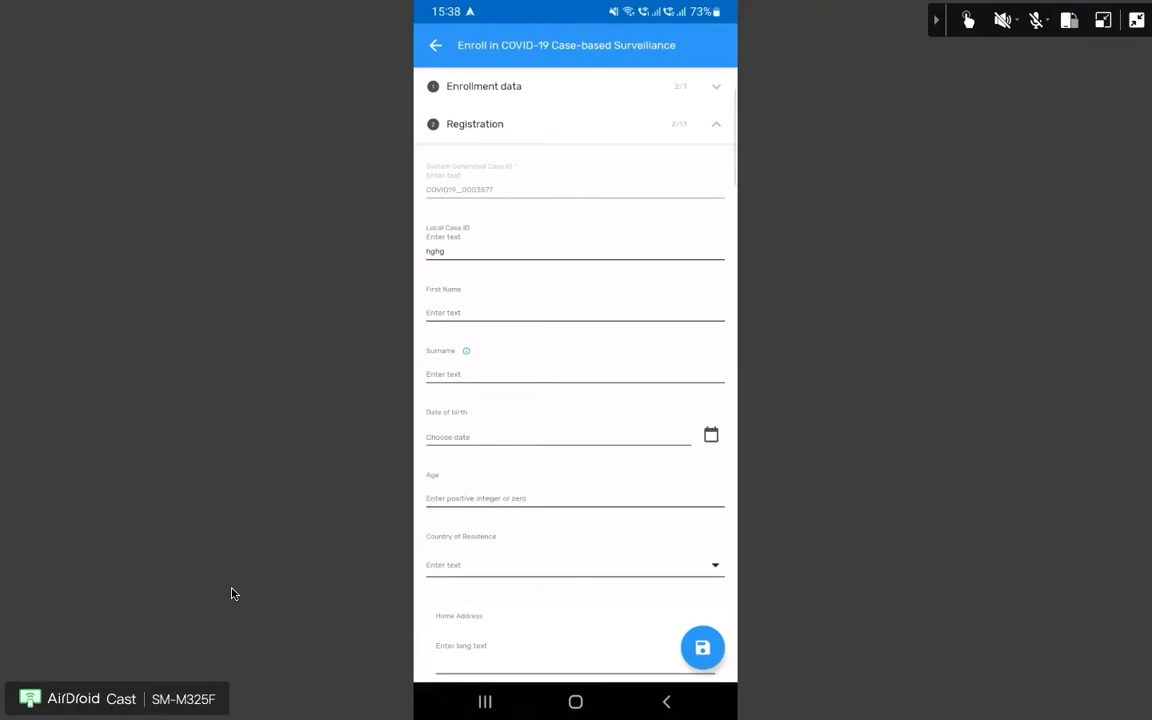 15:38
73%
Enroll in COVID-19 Case-based Surveillance
1 Enrollment data 2/3
2 Registration 2/13
System Generated Case ID *
Enter text
COVID19_0003577
Local Case ID
Enter text
hghg
First Name
Enter text
Surname
Enter text
Date of birth
Choose date
Age
Enter positive integer or zero
Country of Residence
Enter text
Home Address
Enter long text
AirDroid Cast | SM-M325F